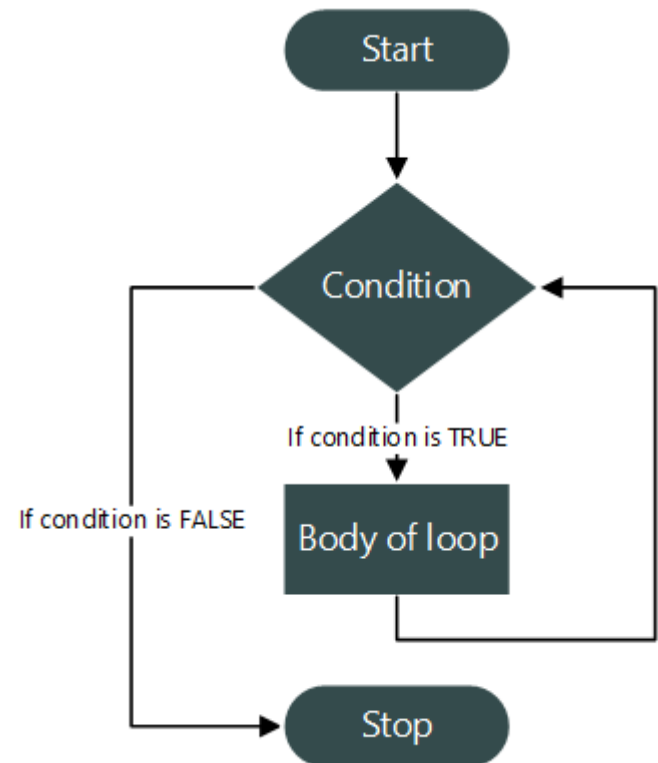 Start
Condition
If condition is TRUE
If condition is FALSE
Body of loop
Stop